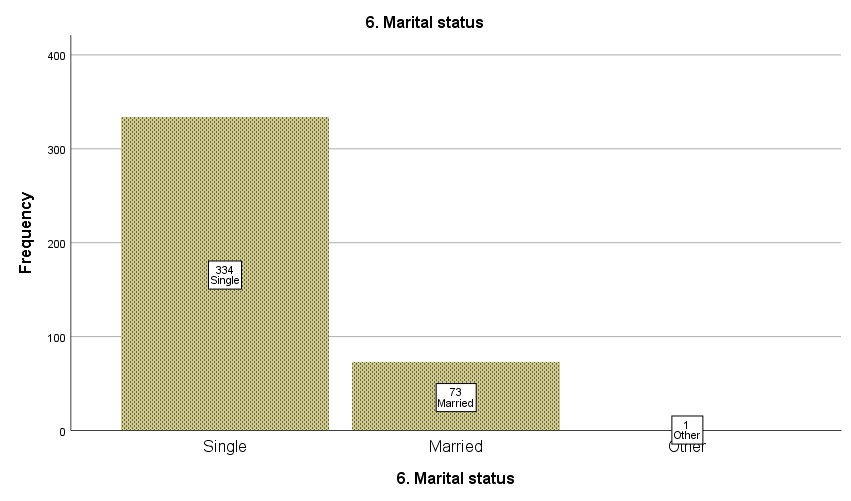 6. Marital status
400
300
200
100
0
Frequency
334
Single
73
Married
1
Other
Single
Married
Other
6. Marital status